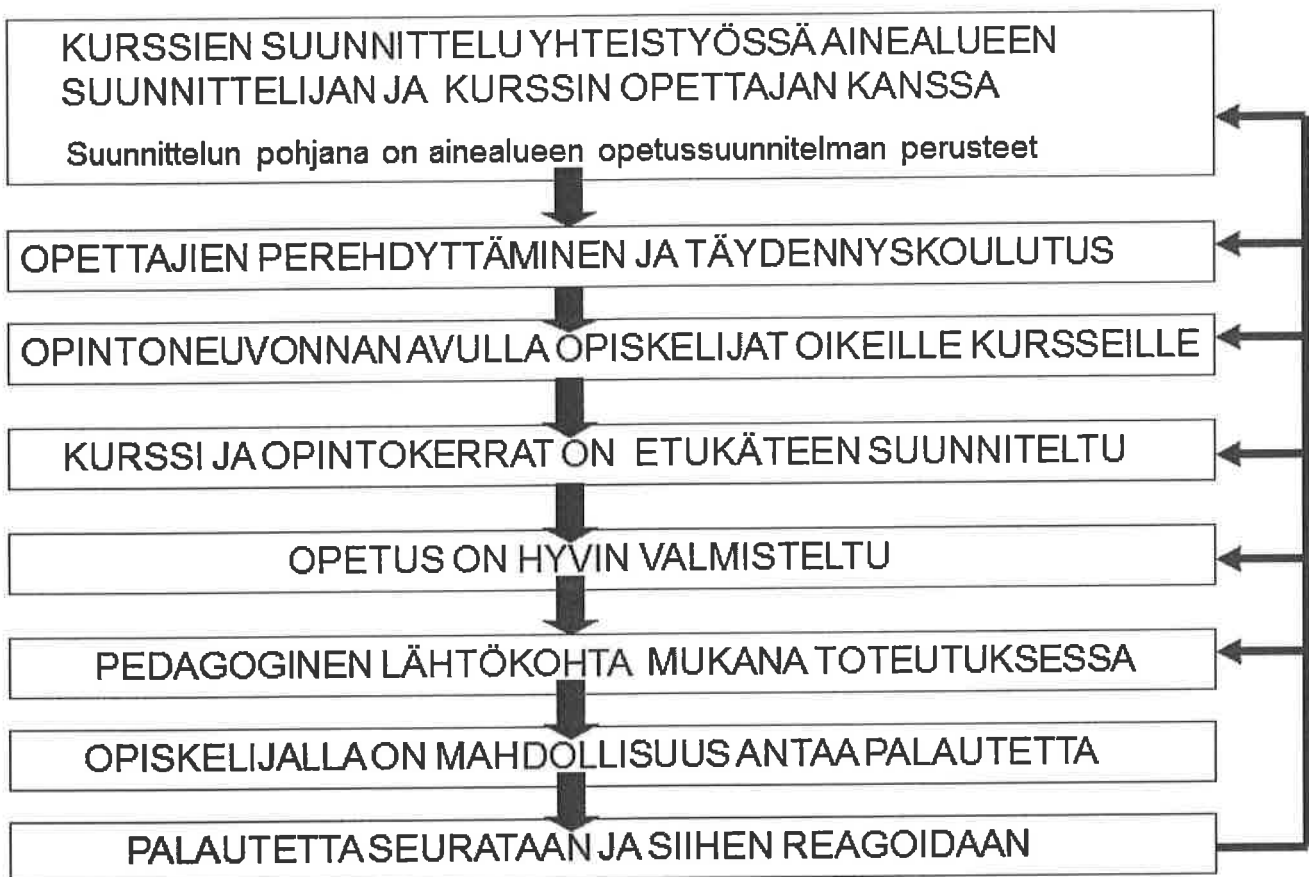 KURSSIEN SUUNNITTELU YHTEISTYÖSSÄ AINEALUEEN
SUUNNITTELIJAN JA KURSSIN OPETTAJAN KANSSA
Suunnittelun pohjana on ainealueen opetussuunnitelman perusteet
OPETTAJIEN PEREHDYTTÄMINEN JA TÄYDENNYSKOULUTUS
OPINTONEUVONNAN AVULLA OPISKELIJAT OIKEILLE KURSSEILLE
KURSSI JA OPINTOKERRAT ON ETUKÄTEEN SUUNNITELTU
OPETUS ON HYVIN VALMISTELTU
PEDAGOGINEN LÄHTÖKOHTA MUKANA TOTEUTUKSESSA
OPISKELIJALLA ON MAHDOLLISUUS ANTAA PALAUTETTA
PALAUTETTA SEURATAAN JA SIIHEN REAGOIDAAN